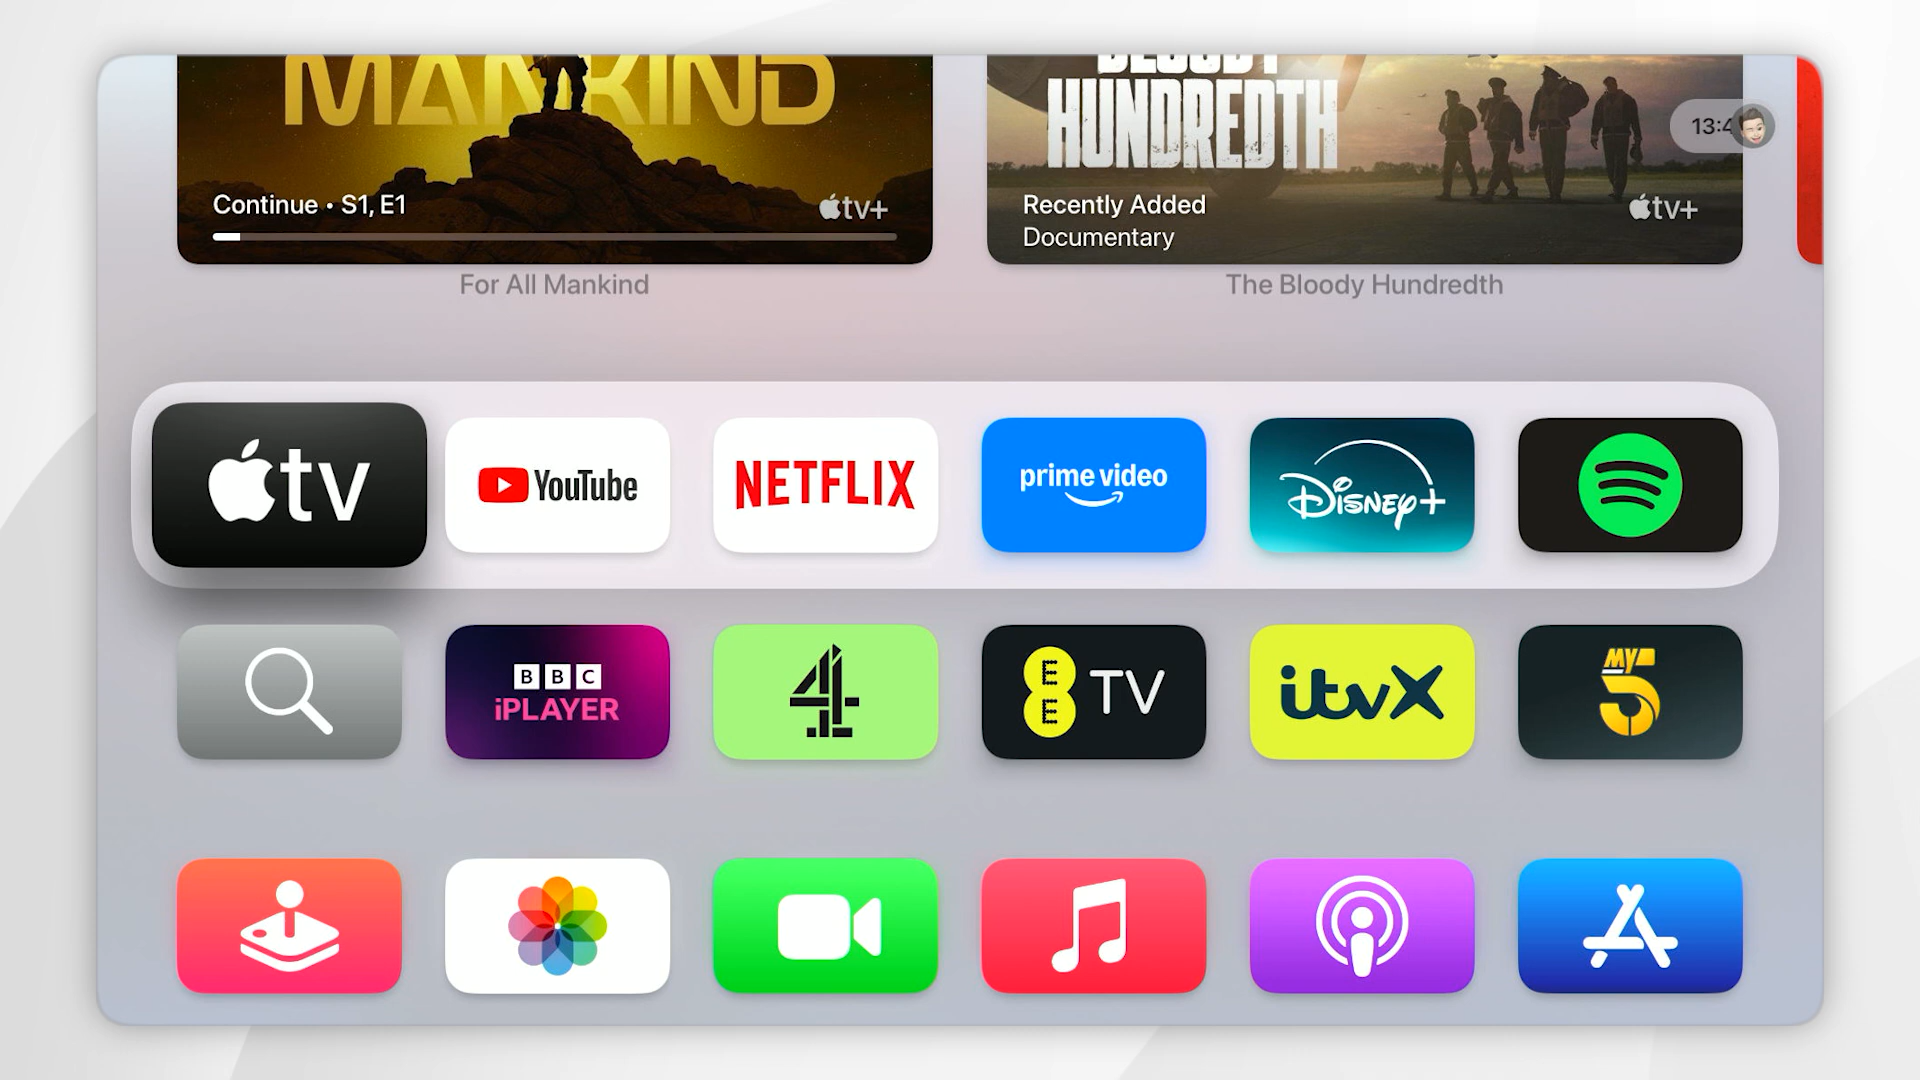 MANKIND
BLOODY
HUNDREDTH
13:4
Continue • S1, E1
tv+
Recently Added
Documentary
tv+
For All Mankind
The Bloody Hundredth
tv
YouTube
NETFLIX
prime video
Disney+
BBC
iPLAYER
4
EE TV
itvX
MY5